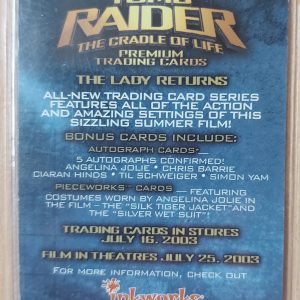 TOMB
RAIDER
THE CRADLE OF LIFE
PREMIUM
TRADING CARDS
THE LADY RETURNS
ALL-NEW TRADING CARD SERIES
FEATURES ALL OF THE ACTION
AND AMAZING SETTINGS OF THIS
SIZZLING SUMMER FILM!
BONUS CARDS INCLUDE:
AUTOGRAPH CARDS—
5 AUTOGRAPHS CONFIRMED!
ANGELINA JOLIE • CHRIS BARRIE
CIARAN HINDS • TIL SCHWEIGER • SIMON YAM
PIECEWORKS™ CARDS — FEATURING
COSTUMES WORN BY ANGELINA JOLIE IN
THE FILM – THE "SILK TIGER JACKET" AND
THE "SILVER WET SUIT"!
TRADING CARDS IN STORES
JULY 16, 2003
FILM IN THEATRES JULY 25, 2003
FOR MORE INFORMATION, CHECK OUT
inkworks